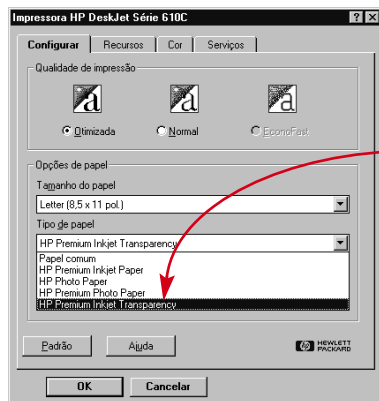 Impressora HP DeskJet Série 610C
Configurar Recursos Cor Serviços
Qualidade de impressão
a a a
Otimizada Normal EconoFast
Opções de papel
Tamanho do papel
Letter (8,5 x 11 pol.)
Tipo de papel
HP Premium Inkjet Transparency
Papel comum
HP Premium Inkjet Paper
HP Photo Paper
HP Premium Photo Paper
HP Premium Inkjet Transparency
Padrão Ajuda hp HEWLETT
PACKARD
OK Cancelar